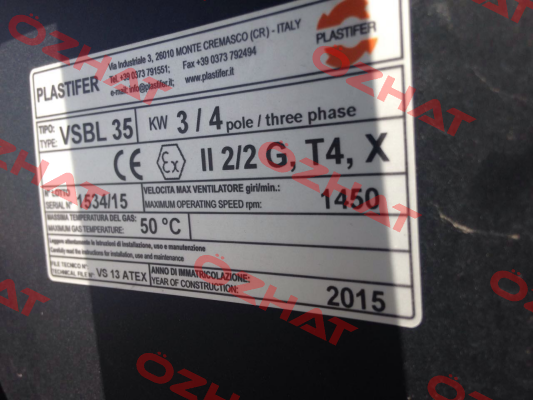 PLASTIFER
Via Industriale 3, 26010 MONTE CREMASCO (CR) - ITALY
Tel. +39 0373 791551; Fax +39 0373 792494
e-mail: info@plastifer.it; www.plastifer.it
PLASTIFER
TIPO:
TYPE: VSBL 35 KW 3 / 4 pole / three phase
CE Ex II 2/2 G, T4, X
N° LOTTO
SERIAL N° 1534/15
VELOCITA MAX VENTILATORE giri/min.:
MAXIMUM OPERATING SPEED rpm: 1450
MASSIMA TEMPERATURA DEL GAS:
MAXIMUM GAS TEMPERATURE: 50 °C
Leggere attentamente le istruzioni di installazione, uso e manutenzione
Carefully read the instructions for installation, use and maintenance
FILE TECNICO N°
TECHNICAL FILE N° VS 13 ATEX
ANNO DI IMMATRICOLAZIONE:
YEAR OF CONSTRUCTION: 2015
OZHAT
OZHAT
OZHAT
OZHAT
OZHAT
OZHAT